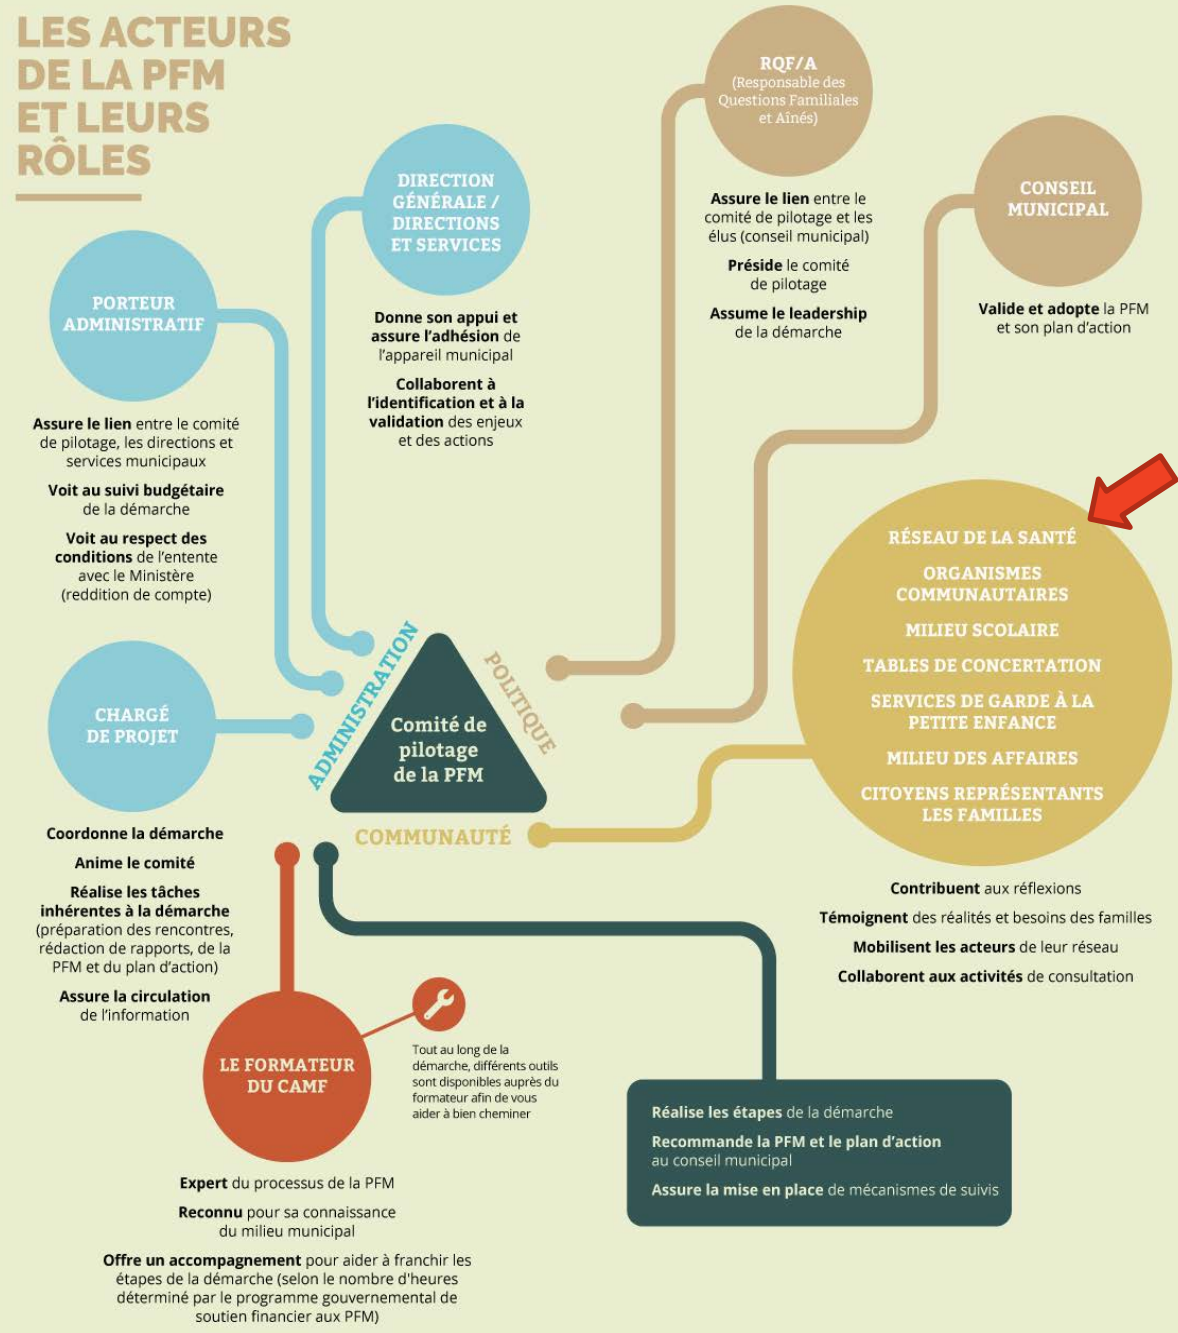 LES ACTEURS
DE LA PFM
ET LEURS
RÔLES
PORTEUR
ADMINISTRATIF
Assure le lien entre le comité
de pilotage, les directions et
services municipaux
Voit au suivi budgétaire
de la démarche
Voit au respect des
conditions de l'entente
avec le Ministère
(reddition de compte)
DIRECTION
GÉNÉRALE /
DIRECTIONS
ET SERVICES
Donne son appui et
assure l'adhésion de
l'appareil municipal
Collaborent à
l'identification et à la
validation des enjeux
et des actions
RQF/A
(Responsable des
Questions Familiales
et Aînés)
Assure le lien entre le
comité de pilotage et les
élus (conseil municipal)
Préside le comité
de pilotage
Assume le leadership
de la démarche
CONSEIL
MUNICIPAL
Valide et adopte la PFM
et son plan d'action
CHARGÉ
DE PROJET
Coordonne la démarche
Anime le comité
Réalise les tâches
inhérentes à la démarche
(préparation des rencontres,
rédaction de rapports, de la
PFM et du plan d'action)
Assure la circulation
de l'information
ADMINISTRATION
POLITIQUE
Comité de
pilotage
de la PFM
COMMUNAUTÉ
RÉSEAU DE LA SANTÉ
ORGANISMES
COMMUNAUTAIRES
MILIEU SCOLAIRE
TABLES DE CONCERTATION
SERVICES DE GARDE À LA
PETITE ENFANCE
MILIEU DES AFFAIRES
CITOYENS REPRÉSENTANTS
LES FAMILLES
Contribuent aux réflexions
Témoignent des réalités et besoins des familles
Mobilisent les acteurs de leur réseau
Collaborent aux activités de consultation
LE FORMATEUR
DU CAMF
Tout au long de la
démarche, différents outils
sont disponibles auprès du
formateur afin de vous
aider à bien cheminer
Expert du processus de la PFM
Reconnu pour sa connaissance
du milieu municipal
Offre un accompagnement pour aider à franchir les
étapes de la démarche (selon le nombre d'heures
déterminé par le programme gouvernemental de
soutien financier aux PFM)
Réalise les étapes de la démarche
Recommande la PFM et le plan d'action
au conseil municipal
Assure la mise en place de mécanismes de suivis